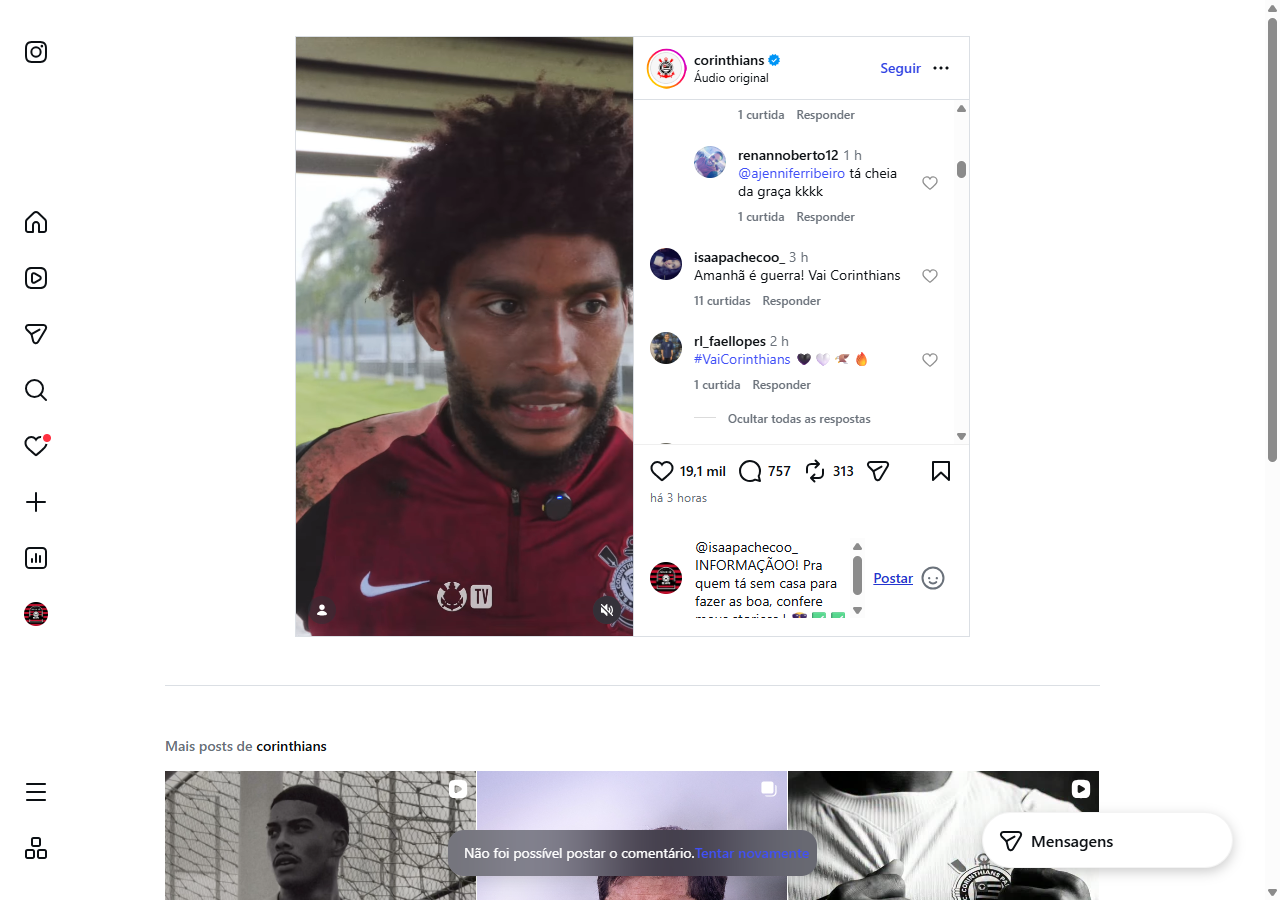 corinthians
Áudio original
Seguir
1 curtida Responder
renannoberto12 1 h
@ajenniferribeiro tá cheia
da graça kkkk
1 curtida Responder
isaapachecoo_ 3 h
Amanhã é guerra! Vai Corinthians
11 curtidas Responder
rl_faellopes 2 h
#VaiCorinthians 🖤🤍🦅🔥
1 curtida Responder
Ocultar todas as respostas
19,1 mil 757 313
há 3 horas
@isaapachecoo_
INFORMAÇÃOO! Pra
quem tá sem casa para
fazer as boa, confere
Postar
TV
Mais posts de corinthians
Não foi possível postar o comentário.Tentar novamente
Mensagens